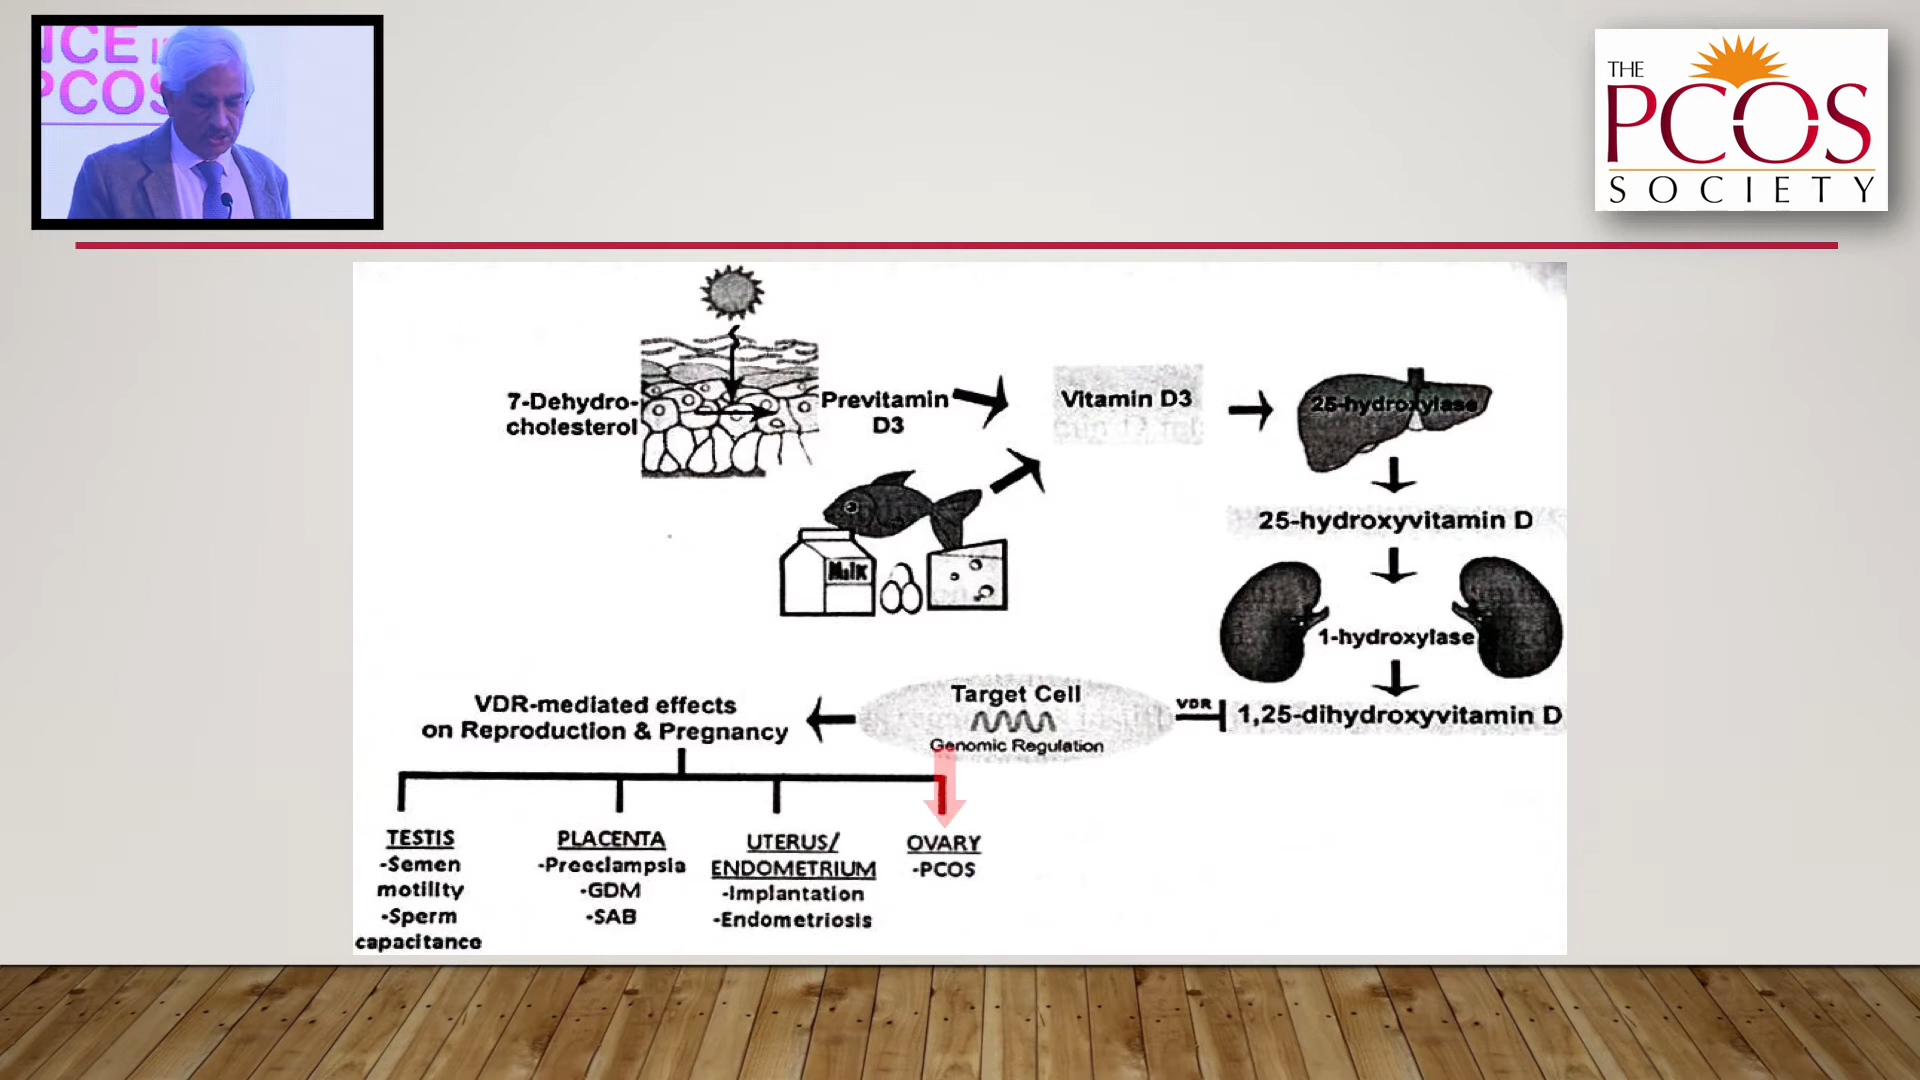 NCE
PCOS
THE
PCOS
SOCIETY
7-Dehydro-
cholesterol
Previtamin
D3
Vitamin D3
25-hydroxylase
25-hydroxyvitamin D
Milk
1-hydroxylase
VDR-mediated effects
on Reproduction & Pregnancy
Target Cell
Genomic Regulation
VDR
1,25-dihydroxyvitamin D
TESTIS
-Semen
motility
-Sperm
capacitance
PLACENTA
-Preeclampsia
-GDM
-SAB
UTERUS/
ENDOMETRIUM
-Implantation
-Endometriosis
OVARY
-PCOS